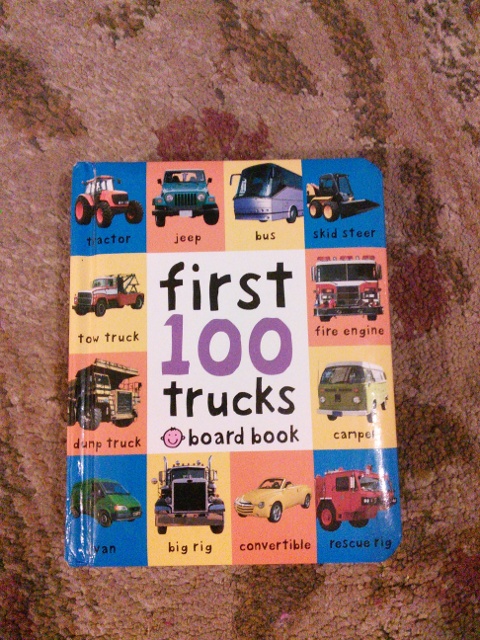 tractor
jeep
bus
skid steer
first
100
trucks
board book
tow truck
fire engine
dump truck
camper
van
big rig
convertible
rescue rig